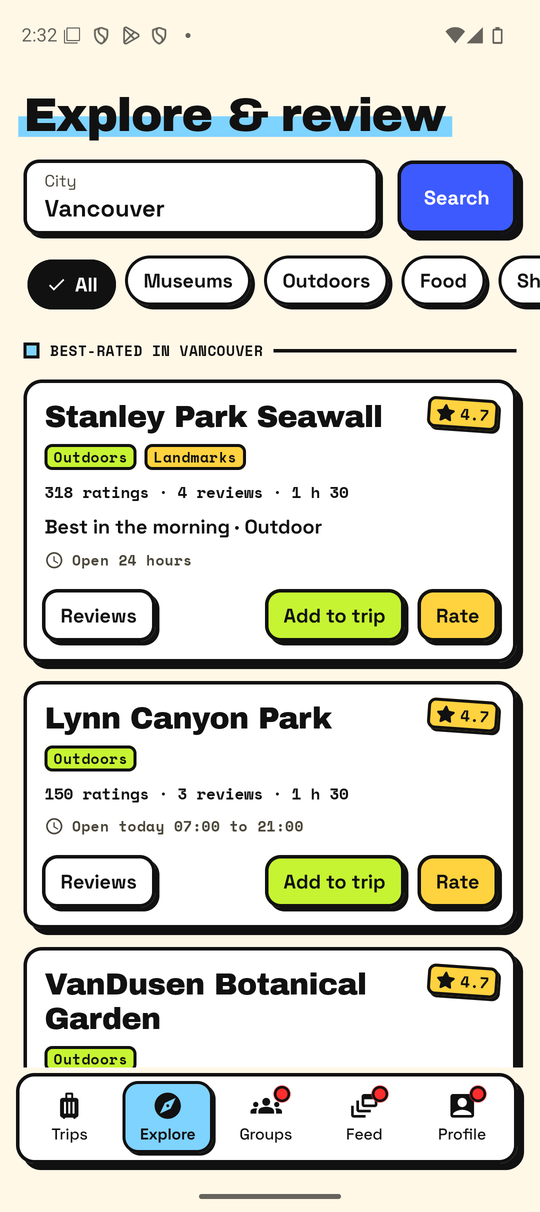 2:32
Explore & review
City
Vancouver
Search
All
Museums
Outdoors
Food
Sh
BEST-RATED IN VANCOUVER
Stanley Park Seawall
4.7
Outdoors
Landmarks
318 ratings · 4 reviews · 1 h 30
Best in the morning · Outdoor
Open 24 hours
Reviews
Add to trip
Rate
Lynn Canyon Park
4.7
Outdoors
150 ratings · 3 reviews · 1 h 30
Open today 07:00 to 21:00
Reviews
Add to trip
Rate
VanDusen Botanical
Garden
4.7
Outdoors
Trips
Explore
Groups
Feed
Profile